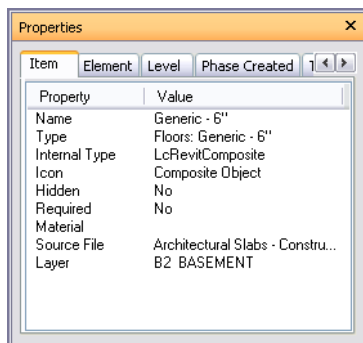 Properties
Item Element Level Phase Created
Property Value
Name Generic - 6"
Type Floors: Generic - 6"
Internal Type LcRevitComposite
Icon Composite Object
Hidden No
Required No
Material
Source File Architectural Slabs - Constru...
Layer B2 BASEMENT